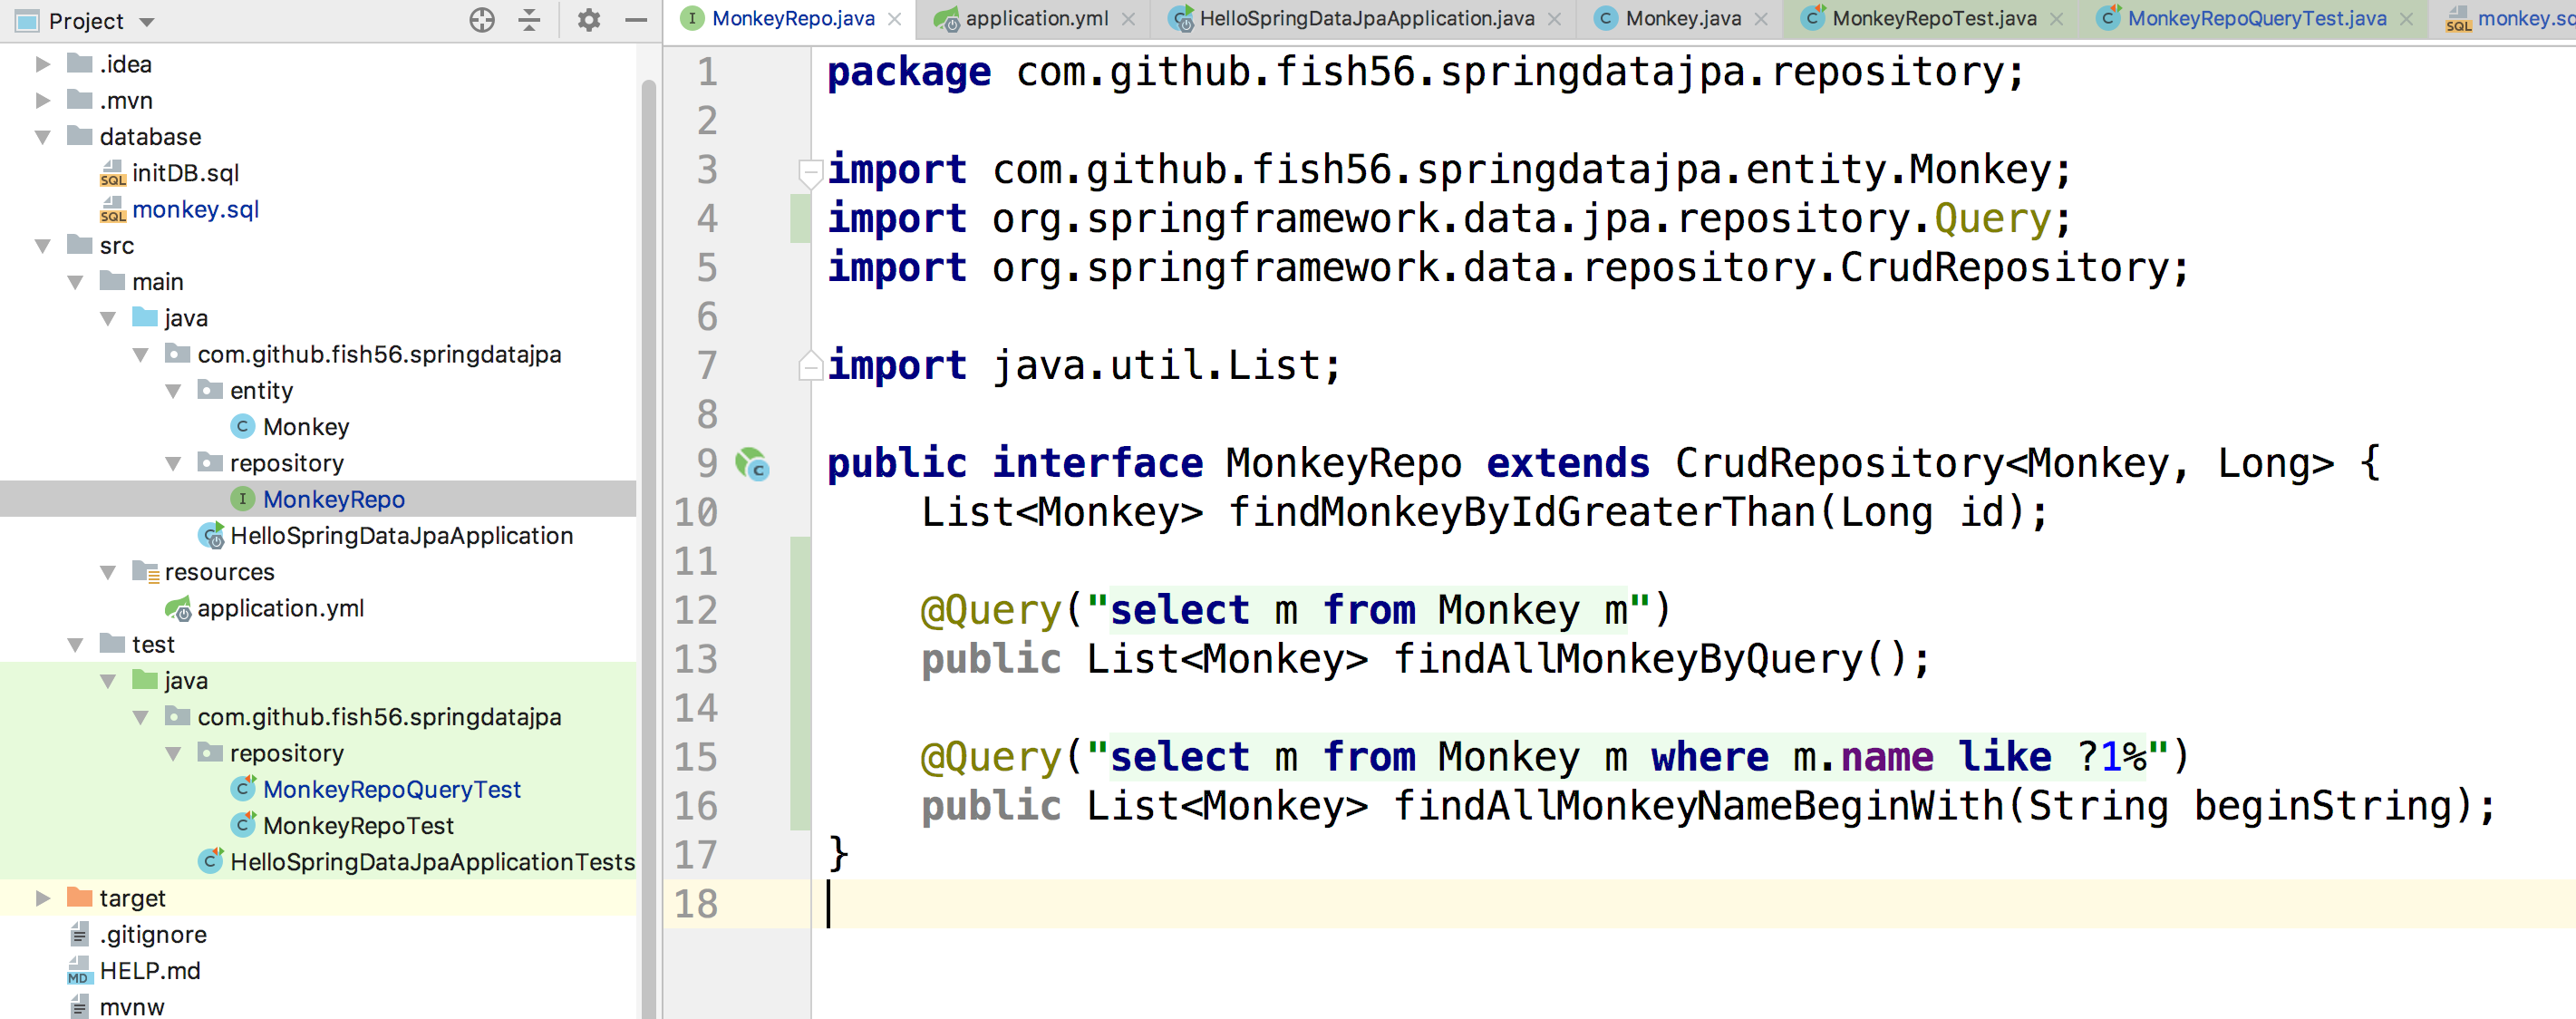 Project
.idea
.mvn
database
SQL initDB.sql
SQL monkey.sql
src
main
java
com.github.fish56.springdatajpa
entity
C Monkey
repository
I MonkeyRepo
C HelloSpringDataJpaApplication
resources
application.yml
test
java
com.github.fish56.springdatajpa
repository
C MonkeyRepoQueryTest
C MonkeyRepoTest
C HelloSpringDataJpaApplicationTests
target
.gitignore
MD HELP.md
mvnw
I MonkeyRepo.java application.yml C HelloSpringDataJpaApplication.java C Monkey.java C MonkeyRepoTest.java C MonkeyRepoQueryTest.java SQL monkey.sq
1 package com.github.fish56.springdatajpa.repository;
2
3 import com.github.fish56.springdatajpa.entity.Monkey;
4 import org.springframework.data.jpa.repository.Query;
5 import org.springframework.data.repository.CrudRepository;
6
7 import java.util.List;
8
9 C public interface MonkeyRepo extends CrudRepository<Monkey, Long> {
10 List<Monkey> findMonkeyByIdGreaterThan(Long id);
11
12 @Query("select m from Monkey m")
13 public List<Monkey> findAllMonkeyByQuery();
14
15 @Query("select m from Monkey m where m.name like ?1%")
16 public List<Monkey> findAllMonkeyNameBeginWith(String beginString);
17 }
18